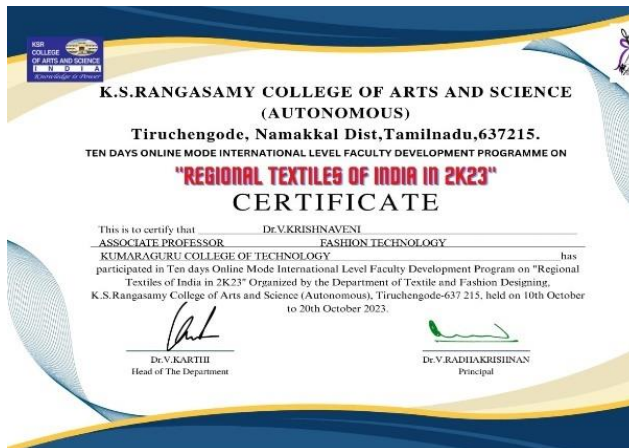 KSR
COLLEGE
OF ARTS AND SCIENCE
I N D I A
Knowledge is Power
K.S.RANGASAMY COLLEGE OF ARTS AND SCIENCE
(AUTONOMOUS)
Tiruchengode, Namakkal Dist,Tamilnadu,637215.
TEN DAYS ONLINE MODE INTERNATIONAL LEVEL FACULTY DEVELOPMENT PROGRAMME ON
"REGIONAL TEXTILES OF INDIA IN 2K23"
CERTIFICATE
This is to certify that Dr.V.KRISHNAVENI
ASSOCIATE PROFESSOR FASHION TECHNOLOGY
KUMARAGURU COLLEGE OF TECHNOLOGY has
participated in Ten days Online Mode International Level Faculty Development Program on "Regional
Textiles of India in 2K23" Organized by the Department of Textile and Fashion Designing,
K.S.Rangasamy College of Arts and Science (Autonomous), Tiruchengode-637 215, held on 10th October
to 20th October 2023.
Dr.V.KARTHI Dr.V.RADHAKRISHNAN
Head of The Department Principal